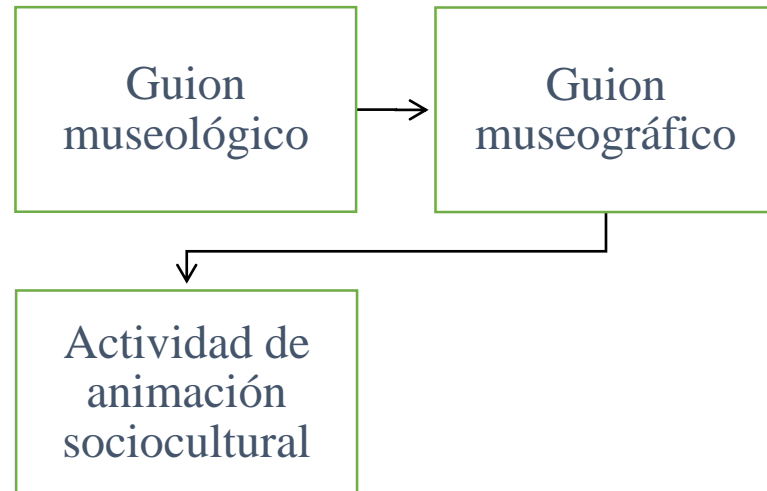 Guion
museológico
Guion
museográfico
Actividad de
animación
sociocultural